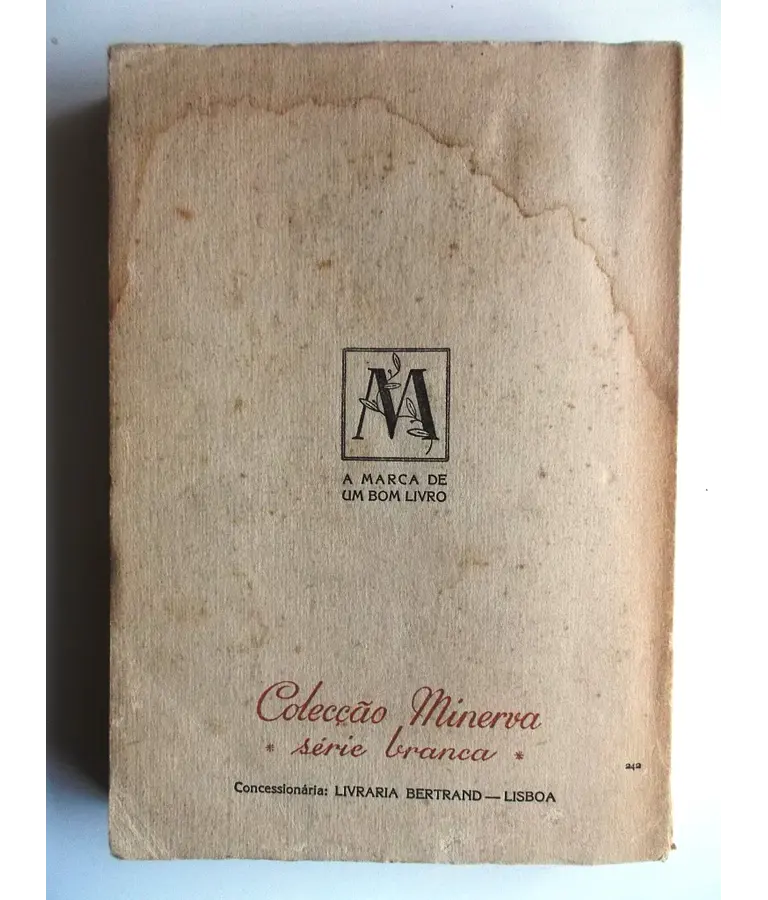 M
A MARCA DE
UM BOM LIVRO
Colecção Minerva
* série branca *
242
Concessionária: LIVRARIA BERTRAND — LISBOA